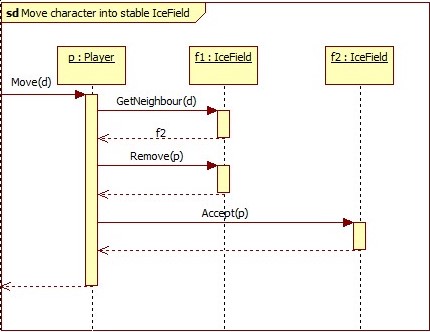 sd Move character into stable IceField
p : Player
f1 : IceField
f2 : IceField
Move(d)
GetNeighbour(d)
f2
Remove(p)
Accept(p)